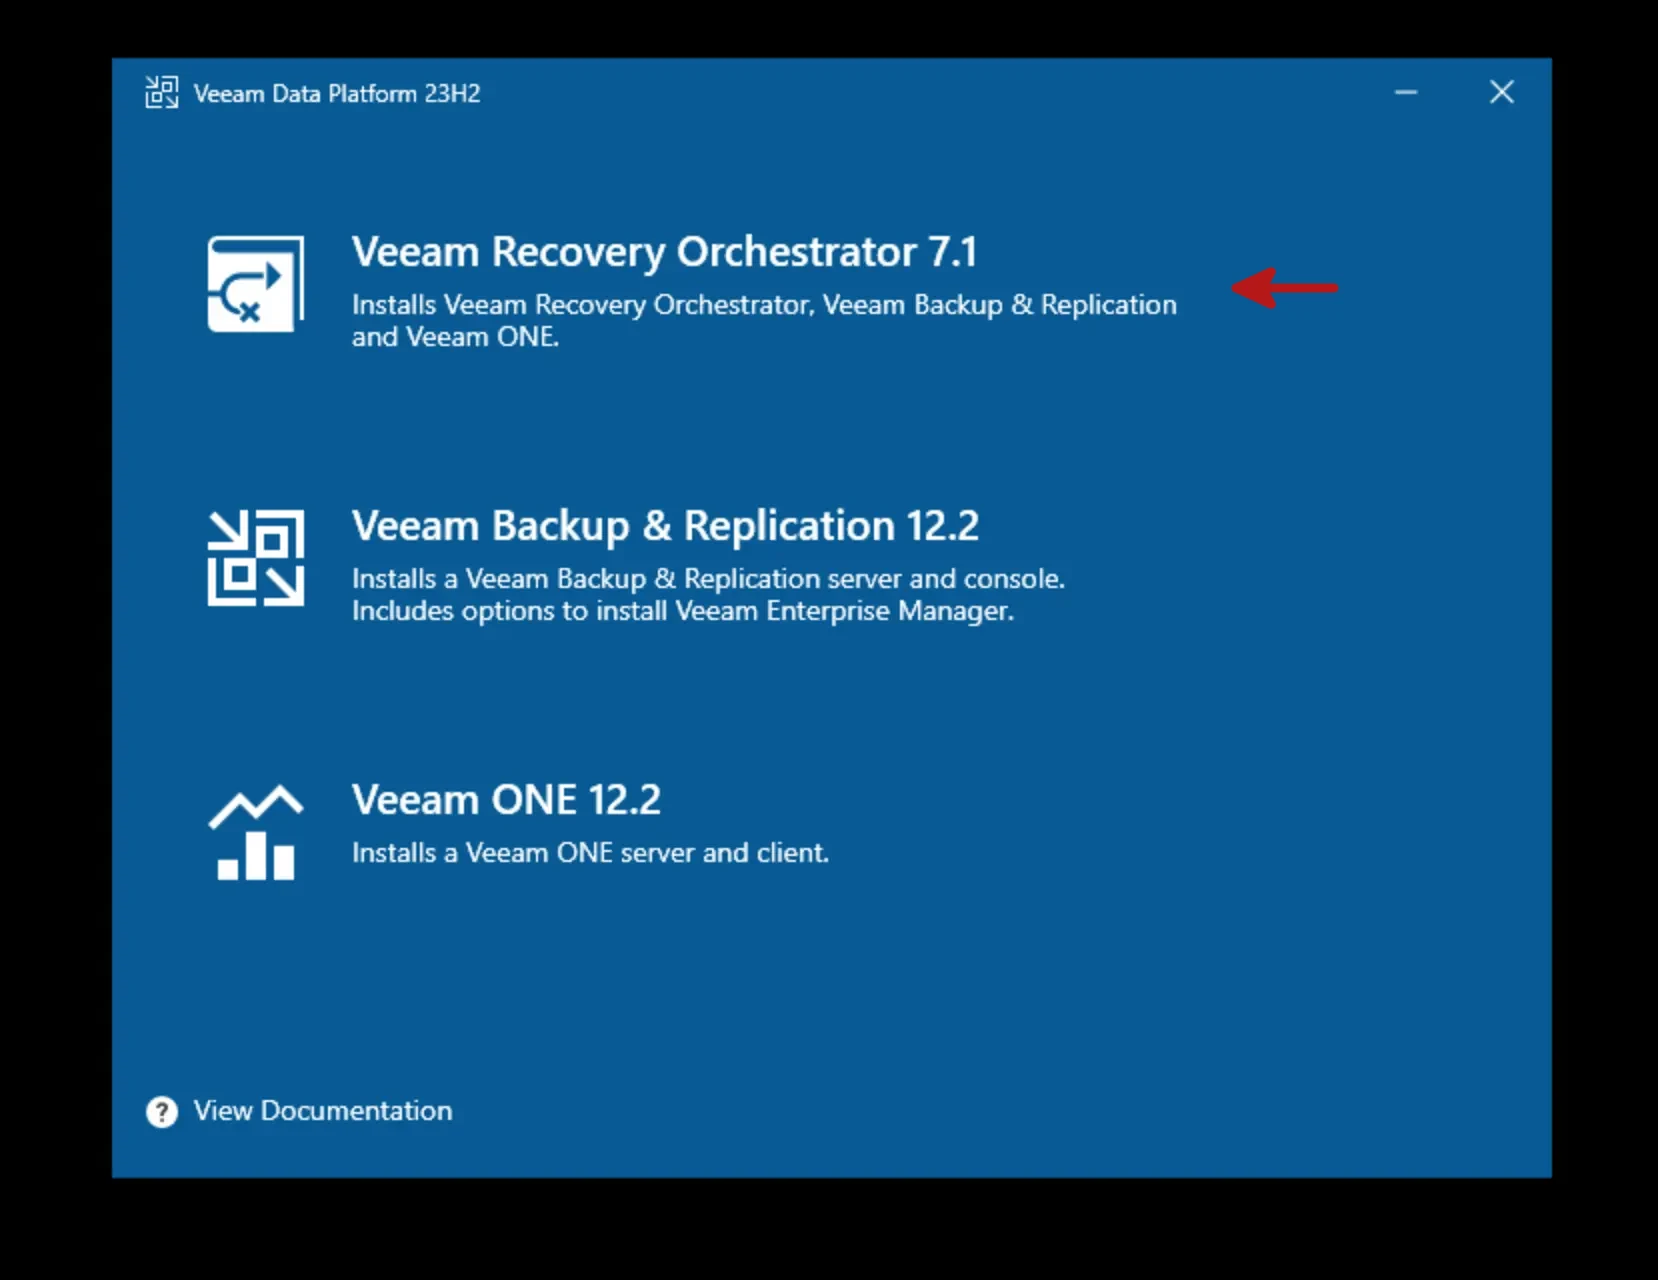 Veeam Data Platform 23H2
Veeam Recovery Orchestrator 7.1
Installs Veeam Recovery Orchestrator, Veeam Backup & Replication
and Veeam ONE.
Veeam Backup & Replication 12.2
Installs a Veeam Backup & Replication server and console.
Includes options to install Veeam Enterprise Manager.
Veeam ONE 12.2
Installs a Veeam ONE server and client.
? View Documentation